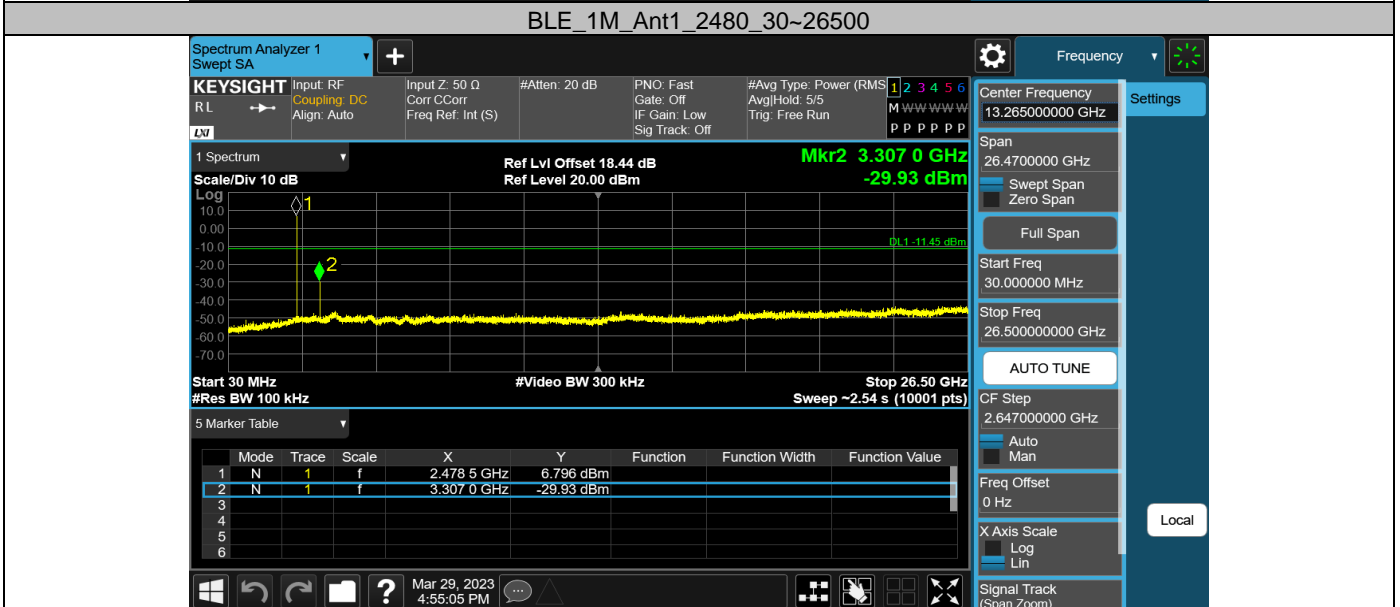 BLE_1M_Ant1_2480_30~26500
Spectrum Analyzer 1
Swept SA
Frequency
KEYSIGHT
R L
LXI
Input: RF
Coupling: DC
Align: Auto
Input Z: 50 Ω
Corr CCorr
Freq Ref: Int (S)
#Atten: 20 dB
PNO: Fast
Gate: Off
IF Gain: Low
Sig Track: Off
#Avg Type: Power (RMS
Avg|Hold: 5/5
Trig: Free Run
1 2 3 4 5 6
M W W W W W
P P P P P P
1 Spectrum
Scale/Div 10 dB
Ref Lvl Offset 18.44 dB
Ref Level 20.00 dBm
Mkr2 3.307 0 GHz
-29.93 dBm
Log
10.0
0.00
-10.0
-20.0
-30.0
-40.0
-50.0
-60.0
-70.0
1
2
DL1 -11.45 dBm
Start 30 MHz
#Res BW 100 kHz
#Video BW 300 kHz
Stop 26.50 GHz
Sweep ~2.54 s (10001 pts)
5 Marker Table
Mode Trace Scale X Y Function Function Width Function Value
1 N 1 f 2.478 5 GHz 6.796 dBm
2 N 1 f 3.307 0 GHz -29.93 dBm
3
4
5
6
Mar 29, 2023
4:55:05 PM
Center Frequency
13.265000000 GHz
Span
26.4700000 GHz
Swept Span
Zero Span
Full Span
Start Freq
30.000000 MHz
Stop Freq
26.500000000 GHz
AUTO TUNE
CF Step
2.647000000 GHz
Auto
Man
Freq Offset
0 Hz
X Axis Scale
Log
Lin
Signal Track
(Span Zoom)
Settings
Local